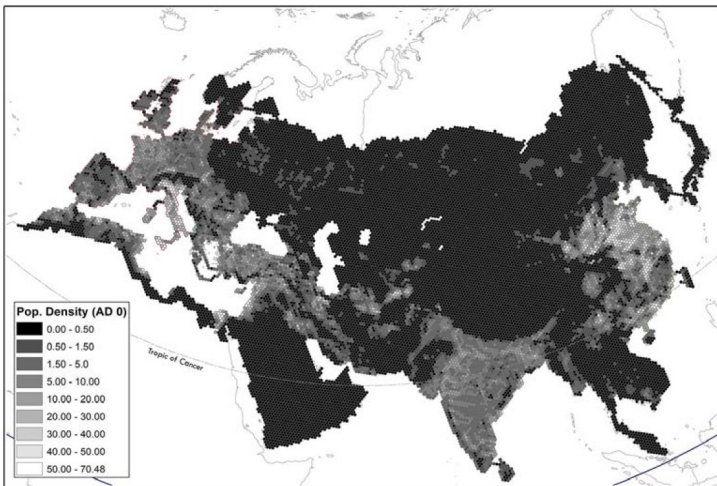 Pop. Density (AD 0)
0.00 - 0.50
0.50 - 1.50
1.50 - 5.0
5.00 - 10.00
10.00 - 20.00
20.00 - 30.00
30.00 - 40.00
40.00 - 50.00
50.00 - 70.48
Tropic of Cancer